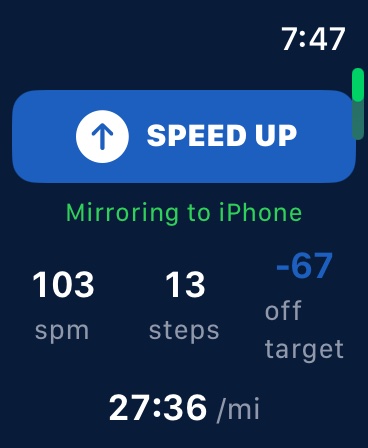 7:47
SPEED UP
Mirroring to iPhone
103 spm
13 steps
-67 off target
27:36 /mi